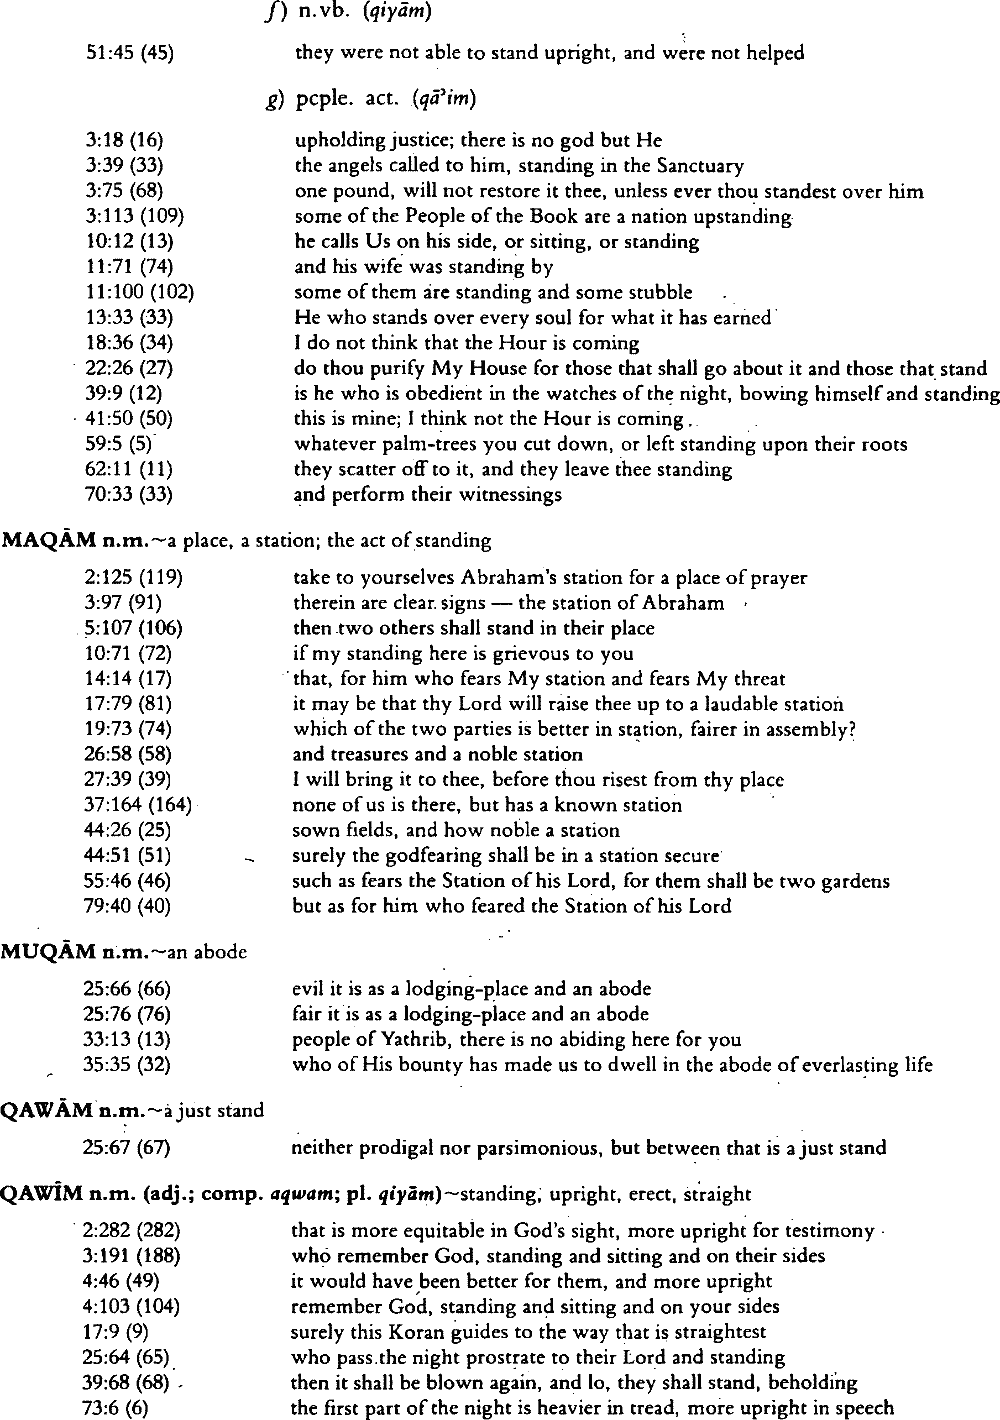 f) n.vb. (qiyām)
51:45 (45) they were not able to stand upright, and were not helped
g) pcple. act. (qāʾim)
3:18 (16) upholding justice; there is no god but He
3:39 (33) the angels called to him, standing in the Sanctuary
3:75 (68) one pound, will not restore it thee, unless ever thou standest over him
3:113 (109) some of the People of the Book are a nation upstanding
10:12 (13) he calls Us on his side, or sitting, or standing
11:71 (74) and his wife was standing by
11:100 (102) some of them are standing and some stubble
13:33 (33) He who stands over every soul for what it has earned
18:36 (34) I do not think that the Hour is coming
22:26 (27) do thou purify My House for those that shall go about it and those that stand
39:9 (12) is he who is obedient in the watches of the night, bowing himself and standing
41:50 (50) this is mine; I think not the Hour is coming
59:5 (5) whatever palm-trees you cut down, or left standing upon their roots
62:11 (11) they scatter off to it, and they leave thee standing
70:33 (33) and perform their witnessings
MAQĀM n.m.~a place, a station; the act of standing
2:125 (119) take to yourselves Abraham's station for a place of prayer
3:97 (91) therein are clear signs — the station of Abraham
5:107 (106) then two others shall stand in their place
10:71 (72) if my standing here is grievous to you
14:14 (17) that, for him who fears My station and fears My threat
17:79 (81) it may be that thy Lord will raise thee up to a laudable station
19:73 (74) which of the two parties is better in station, fairer in assembly?
26:58 (58) and treasures and a noble station
27:39 (39) I will bring it to thee, before thou risest from thy place
37:164 (164) none of us is there, but has a known station
44:26 (25) sown fields, and how noble a station
44:51 (51) surely the godfearing shall be in a station secure
55:46 (46) such as fears the Station of his Lord, for them shall be two gardens
79:40 (40) but as for him who feared the Station of his Lord
MUQĀM n.m.~an abode
25:66 (66) evil it is as a lodging-place and an abode
25:76 (76) fair it is as a lodging-place and an abode
33:13 (13) people of Yathrib, there is no abiding here for you
35:35 (32) who of His bounty has made us to dwell in the abode of everlasting life
QAWĀM n.m.~a just stand
25:67 (67) neither prodigal nor parsimonious, but between that is a just stand
QAWĪM n.m. (adj.; comp. aqwam; pl. qiyām)~standing, upright, erect, straight
2:282 (282) that is more equitable in God's sight, more upright for testimony
3:191 (188) who remember God, standing and sitting and on their sides
4:46 (49) it would have been better for them, and more upright
4:103 (104) remember God, standing and sitting and on your sides
17:9 (9) surely this Koran guides to the way that is straightest
25:64 (65) who pass the night prostrate to their Lord and standing
39:68 (68) then it shall be blown again, and lo, they shall stand, beholding
73:6 (6) the first part of the night is heavier in tread, more upright in speech